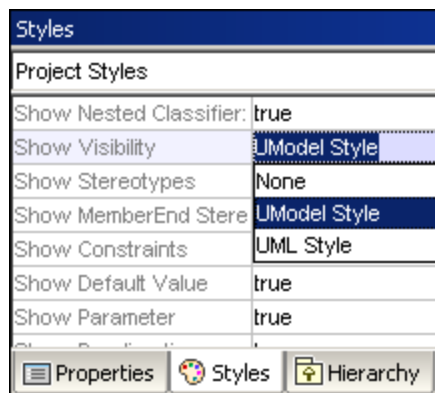 Styles
Project Styles
Show Nested Classifier: true
Show Visibility UModel Style
Show Stereotypes None
Show MemberEnd Stere UModel Style
Show Constraints UML Style
Show Default Value true
Show Parameter true
Properties Styles Hierarchy